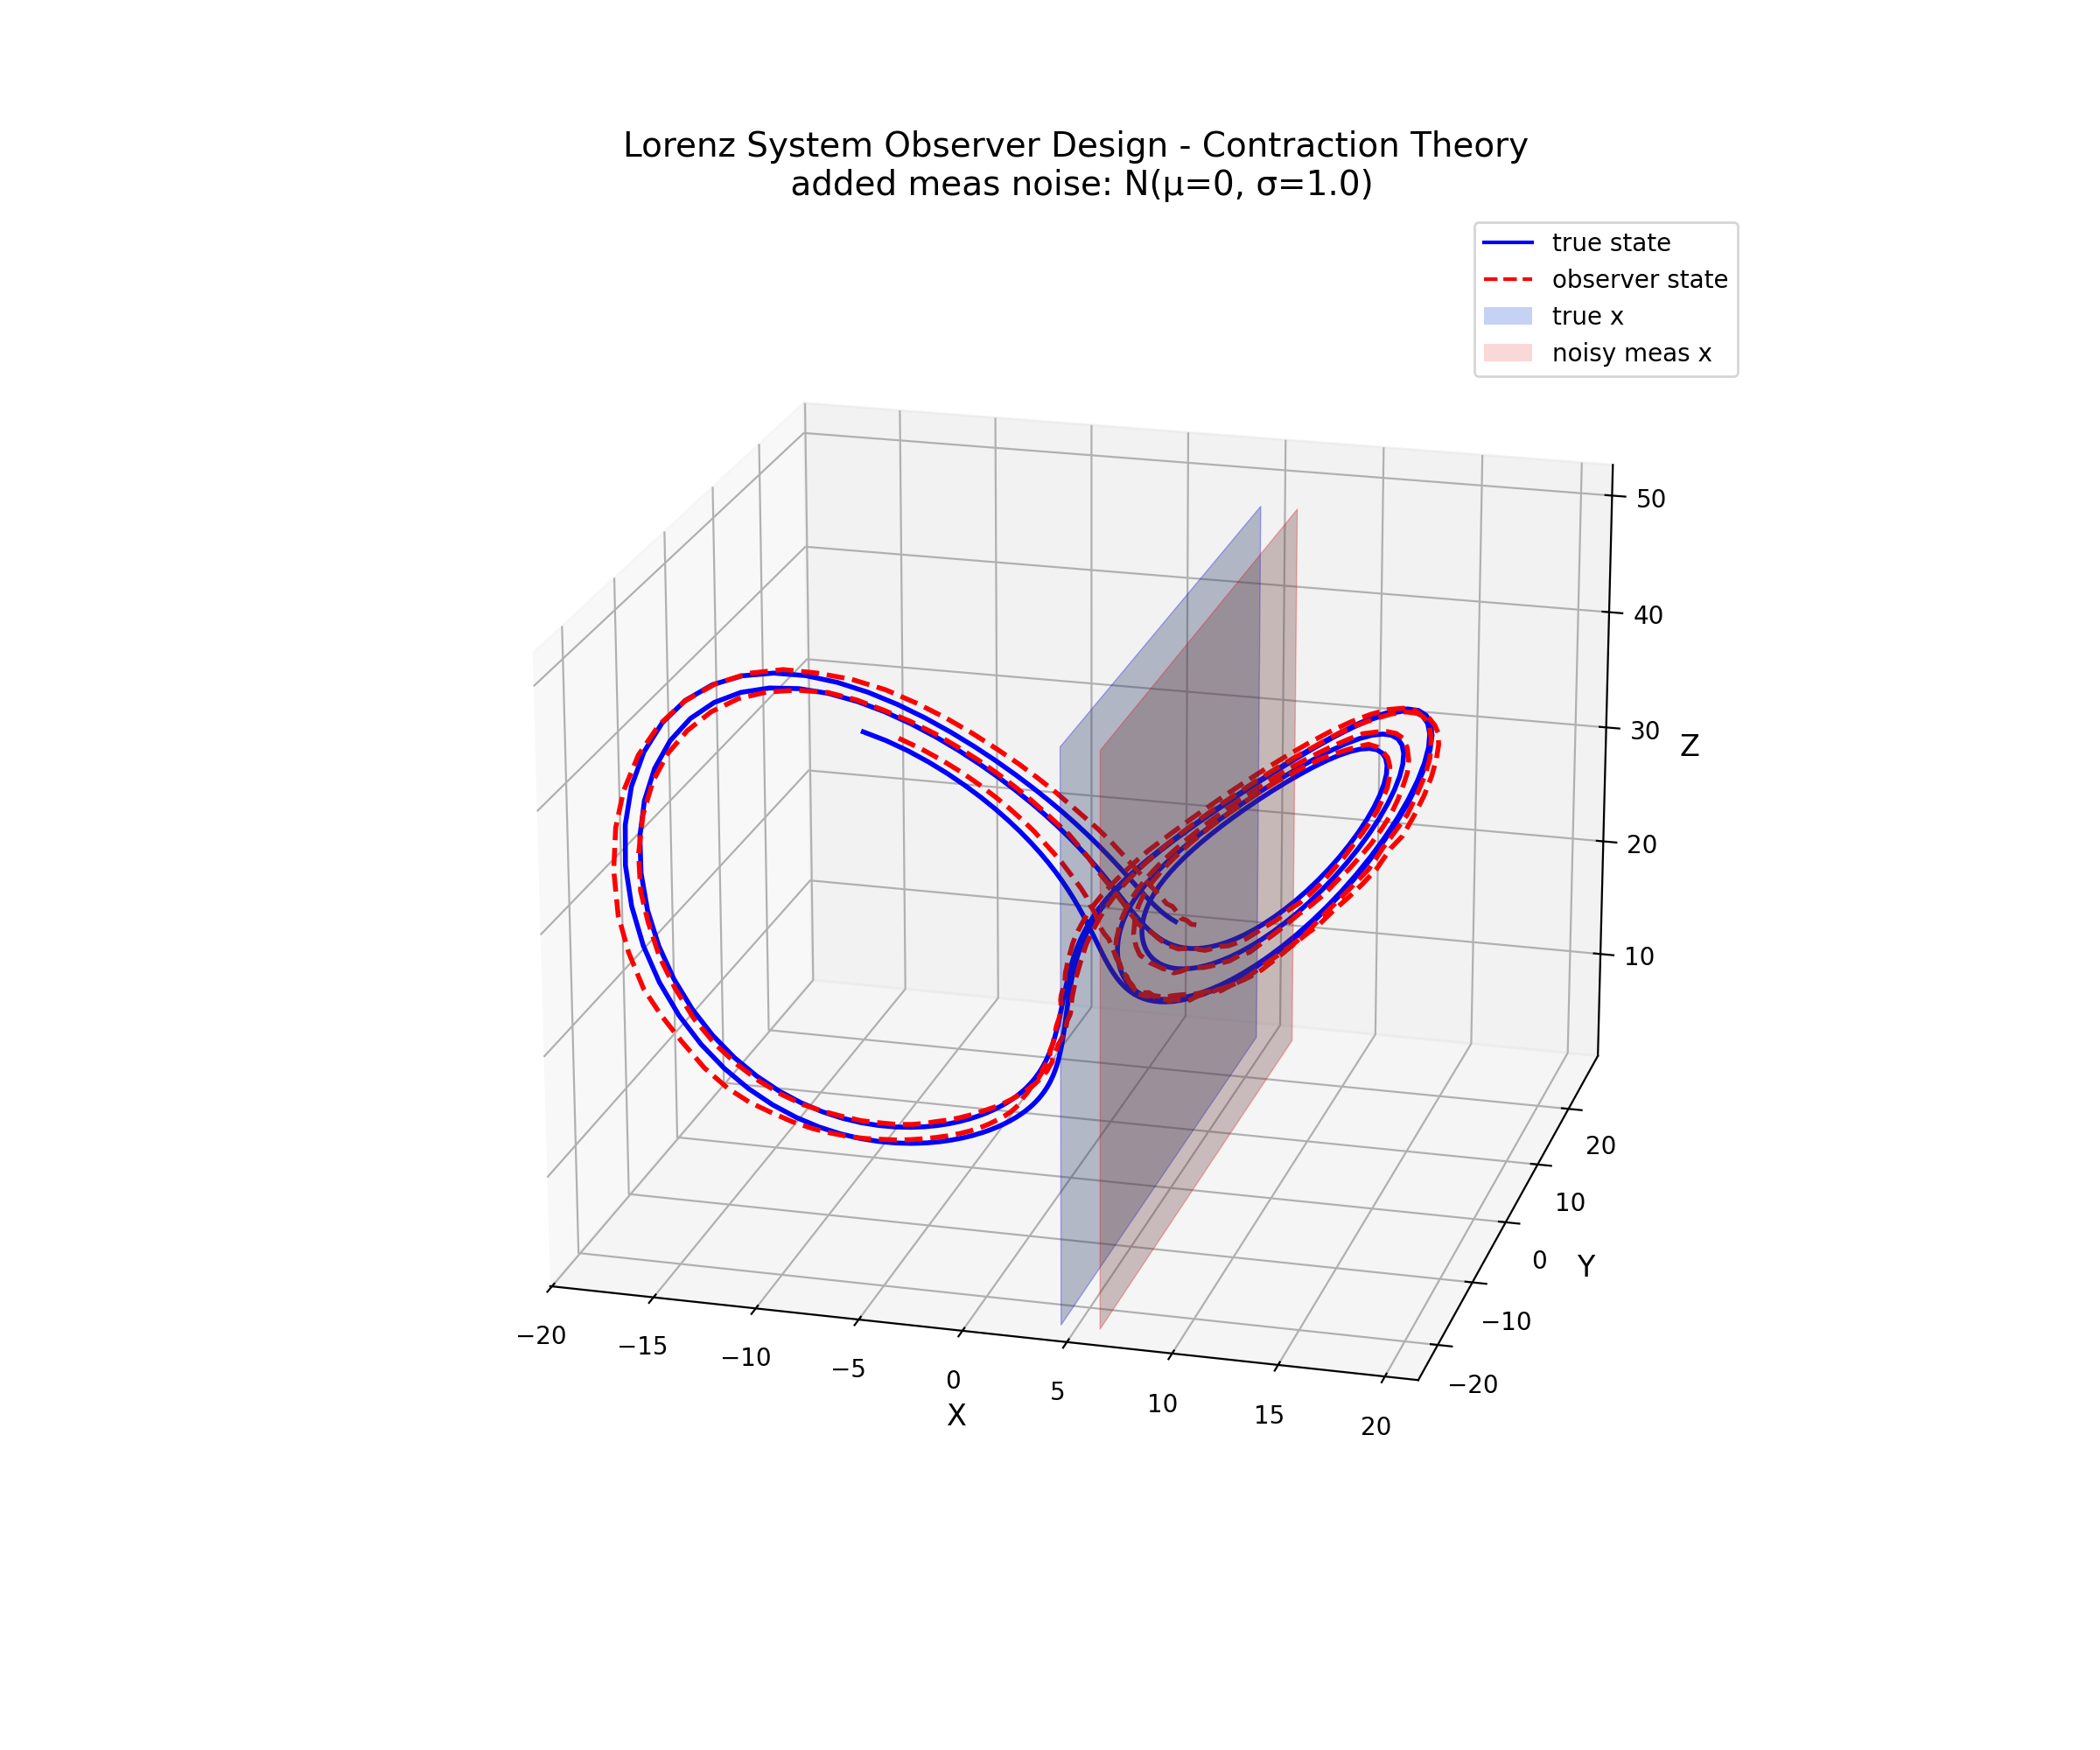 Lorenz System Observer Design - Contraction Theory
added meas noise: N(μ=0, σ=1.0)
true state
observer state
true x
noisy meas x
50
40
30
20
10
Z
20
10
0
−10
−20
Y
−20
−15
−10
−5
0
5
10
15
20
X